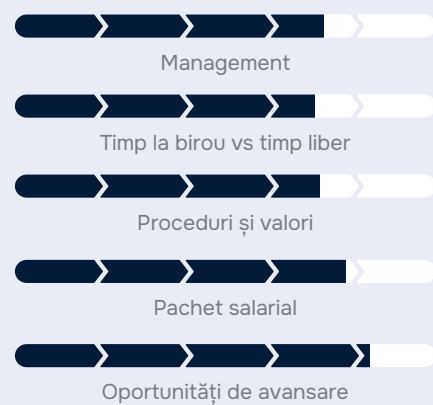 Management
Timp la birou vs timp liber
Proceduri și valori
Pachet salarial
Oportunități de avansare